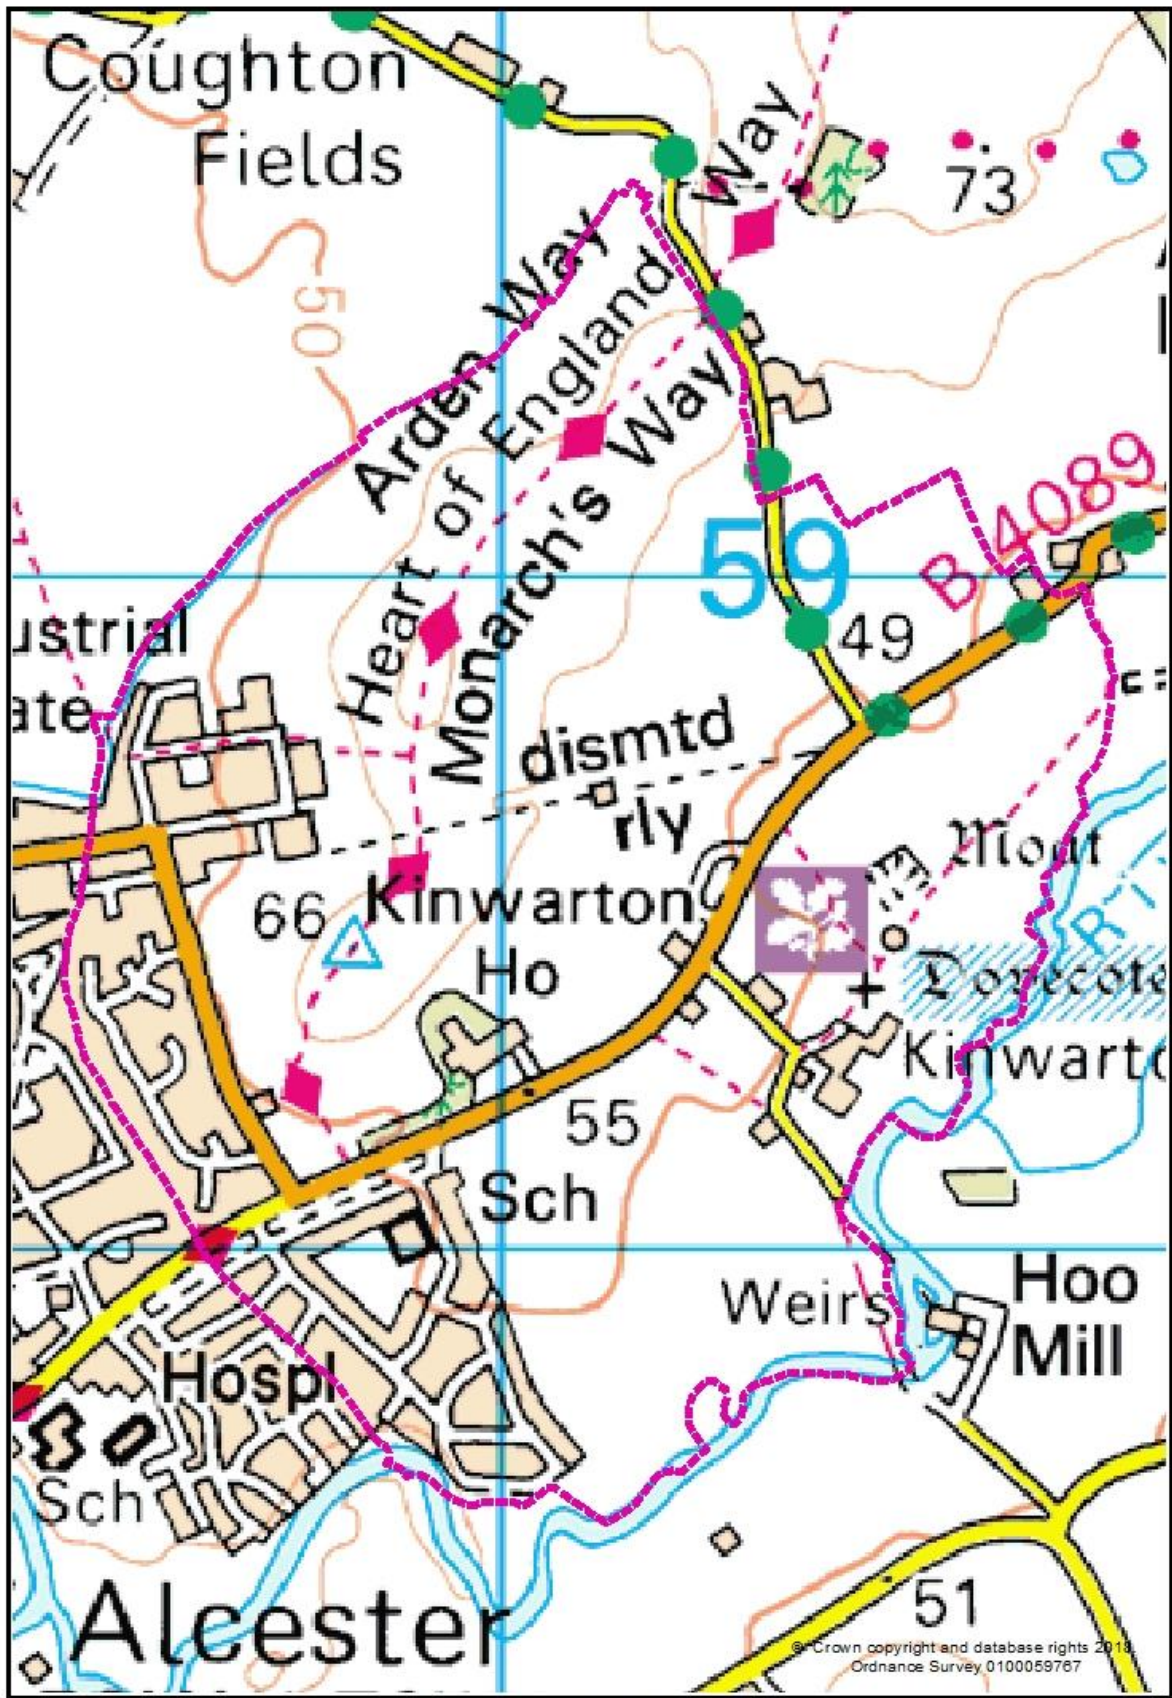 Coughton
Fields
Way
73
50
Arden Way
Heart of England
Way
Monarch's
59
B 4089
49
ustrial
ate
dismtd
rly
Moat
66
Kinwarton
Ho
Dovecote
Kinwarto
55
Sch
Weirs
Hoo
Mill
Hospl
Sch
51
Alcester
© Crown copyright and database rights 2018.
Ordnance Survey 0100059767